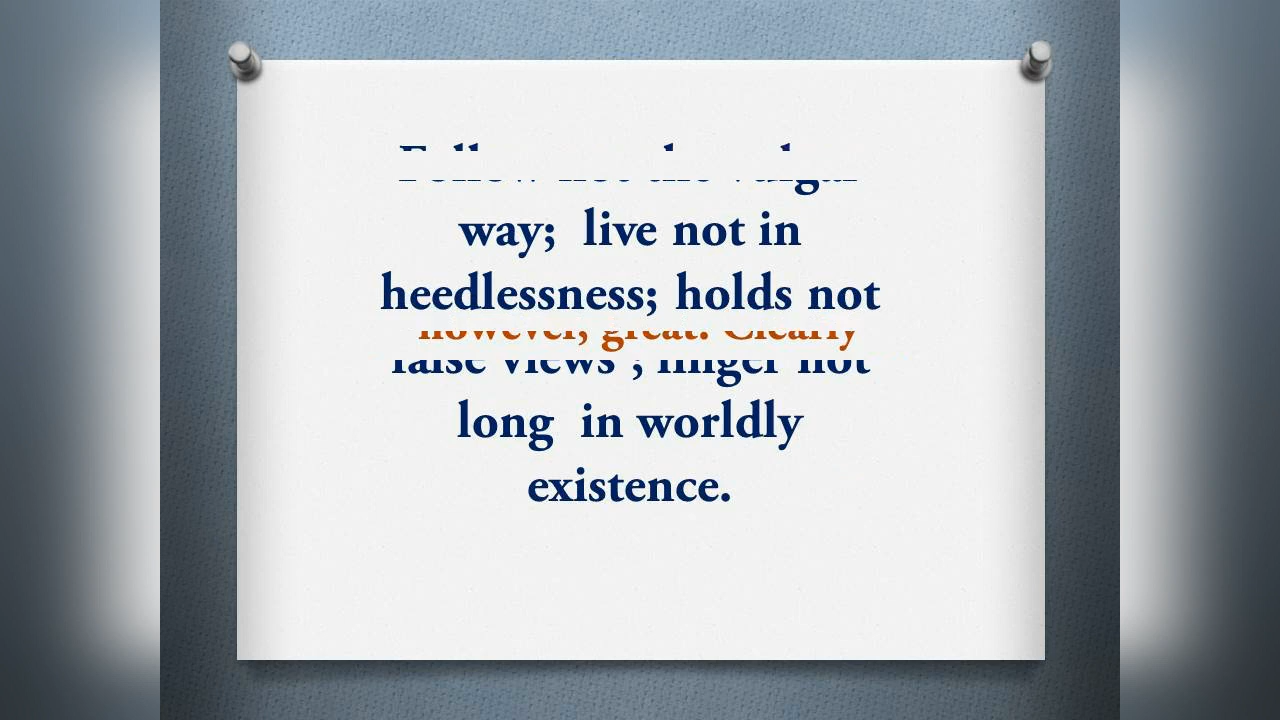 Follow not the vulgar
way;  live not in
heedlessness; holds not
however, great. Clearly
false views ; linger not
long  in worldly
existence.